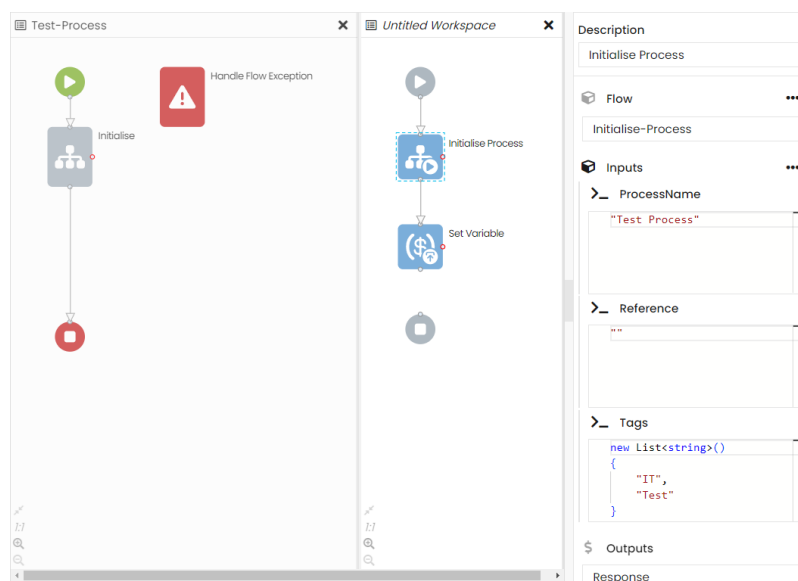 Test-Process
Untitled Workspace
Handle Flow Exception
Initialise
1:1
Initialise Process
Set Variable
1:1
Description
Initialise Process
Flow
Initialise-Process
Inputs
ProcessName
"Test Process"
Reference
""
Tags
new List<string>()
{
"IT",
"Test"
}
Outputs
Response